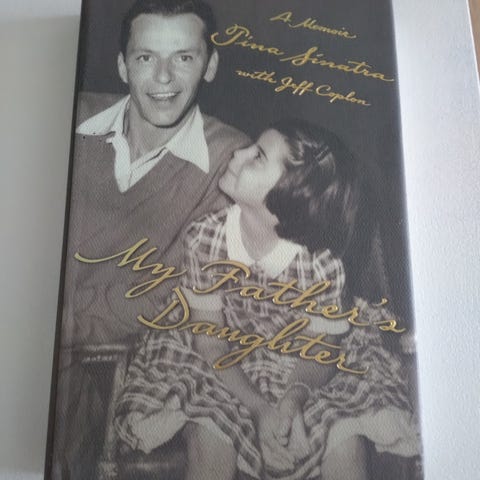 A Memoir
Tina Sinatra
with Jeff Coplon
My Father's
Daughter